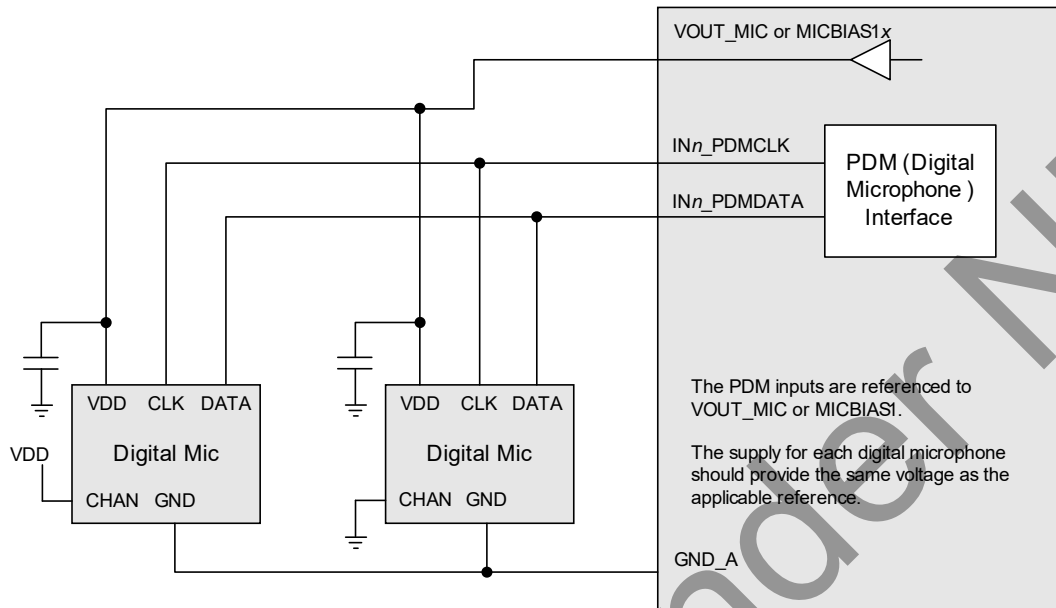 VOUT_MIC or MICBIAS1x
INn_PDMCLK
PDM (Digital
Microphone )
Interface
INn_PDMDATA
VDD CLK DATA
Digital Mic
CHAN GND
VDD
VDD CLK DATA
Digital Mic
CHAN GND
The PDM inputs are referenced to
VOUT_MIC or MICBIAS1.
The supply for each digital microphone
should provide the same voltage as the
applicable reference.
GND_A